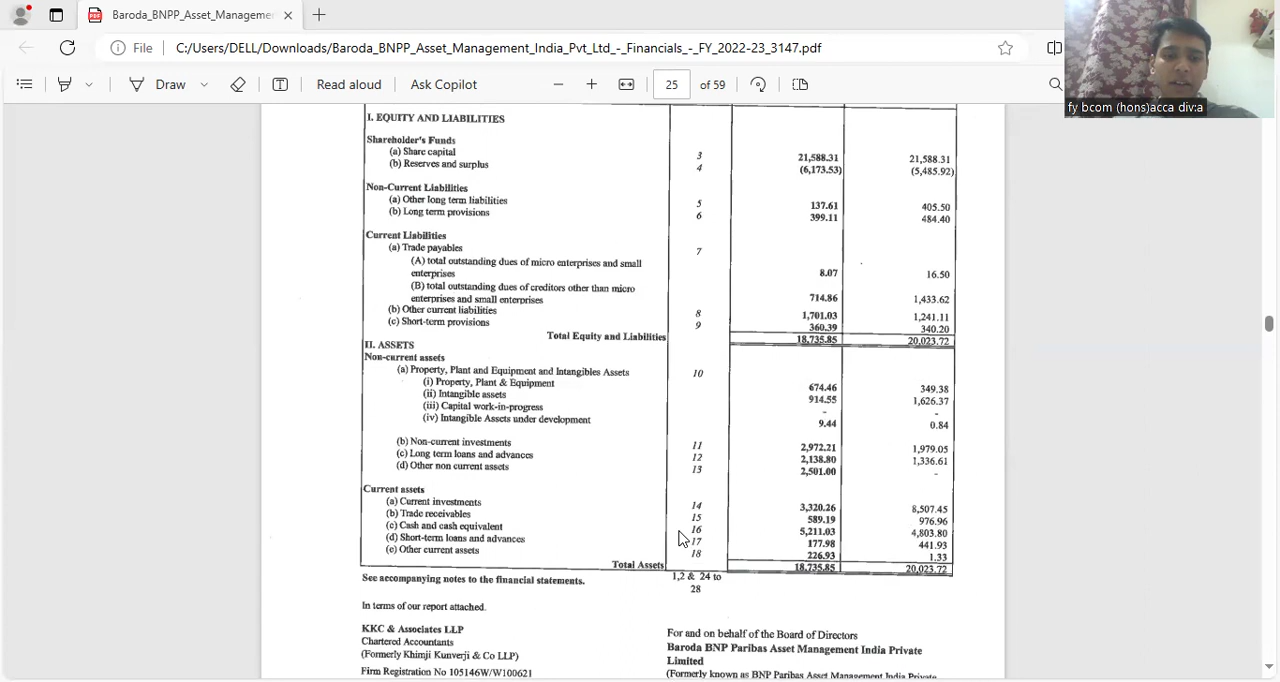 Baroda_BNPP_Asset_Managemen
File C:/Users/DELL/Downloads/Baroda_BNPP_Asset_Management_India_Pvt_Ltd_-_Financials_-_FY_2022-23_3147.pdf
Draw Read aloud Ask Copilot 25 of 59
fy bcom (hons)acca div:a
I. EQUITY AND LIABILITIES
Shareholder's Funds
(a) Share capital 3 21,588.31 21,588.31
(b) Reserves and surplus 4 (6,173.53) (5,485.92)
Non-Current Liabilities
(a) Other long term liabilities 5 137.61 405.50
(b) Long term provisions 6 399.11 484.40
Current Liabilities
(a) Trade payables 7
(A) total outstanding dues of micro enterprises and small
enterprises 8.07 16.50
(B) total outstanding dues of creditors other than micro
enterprises and small enterprises 714.86 1,433.62
(b) Other current liabilities 8 1,701.03 1,241.11
(c) Short-term provisions 9 360.39 340.20
Total Equity and Liabilities 18,735.85 20,023.72
II. ASSETS
Non-current assets
(a) Property, Plant and Equipment and Intangibles Assets 10
(i) Property, Plant & Equipment 674.46 349.38
(ii) Intangible assets 914.55 1,626.37
(iii) Capital work-in-progress - -
(iv) Intangible Assets under development 9.44 0.84
(b) Non-current investments 11 2,972.21 1,979.05
(c) Long term loans and advances 12 2,138.80 1,336.61
(d) Other non current assets 13 2,501.00 -
Current assets
(a) Current investments 14 3,320.26 8,507.45
(b) Trade receivables 15 589.19 976.96
(c) Cash and cash equivalent 16 5,211.03 4,803.80
(d) Short-term loans and advances 17 177.98 441.93
(e) Other current assets 18 226.93 1.33
Total Assets 18,735.85 20,023.72
See accompanying notes to the financial statements. 1,2 & 24 to
28
In terms of our report attached.
KKC & Associates LLP
Chartered Accountants
(Formerly Khimji Kunverji & Co LLP)
Firm Registration No 105146W/W100621
For and on behalf of the Board of Directors
Baroda BNP Paribas Asset Management India Private
Limited
(Formerly known as BNP Paribas Asset Management India Private